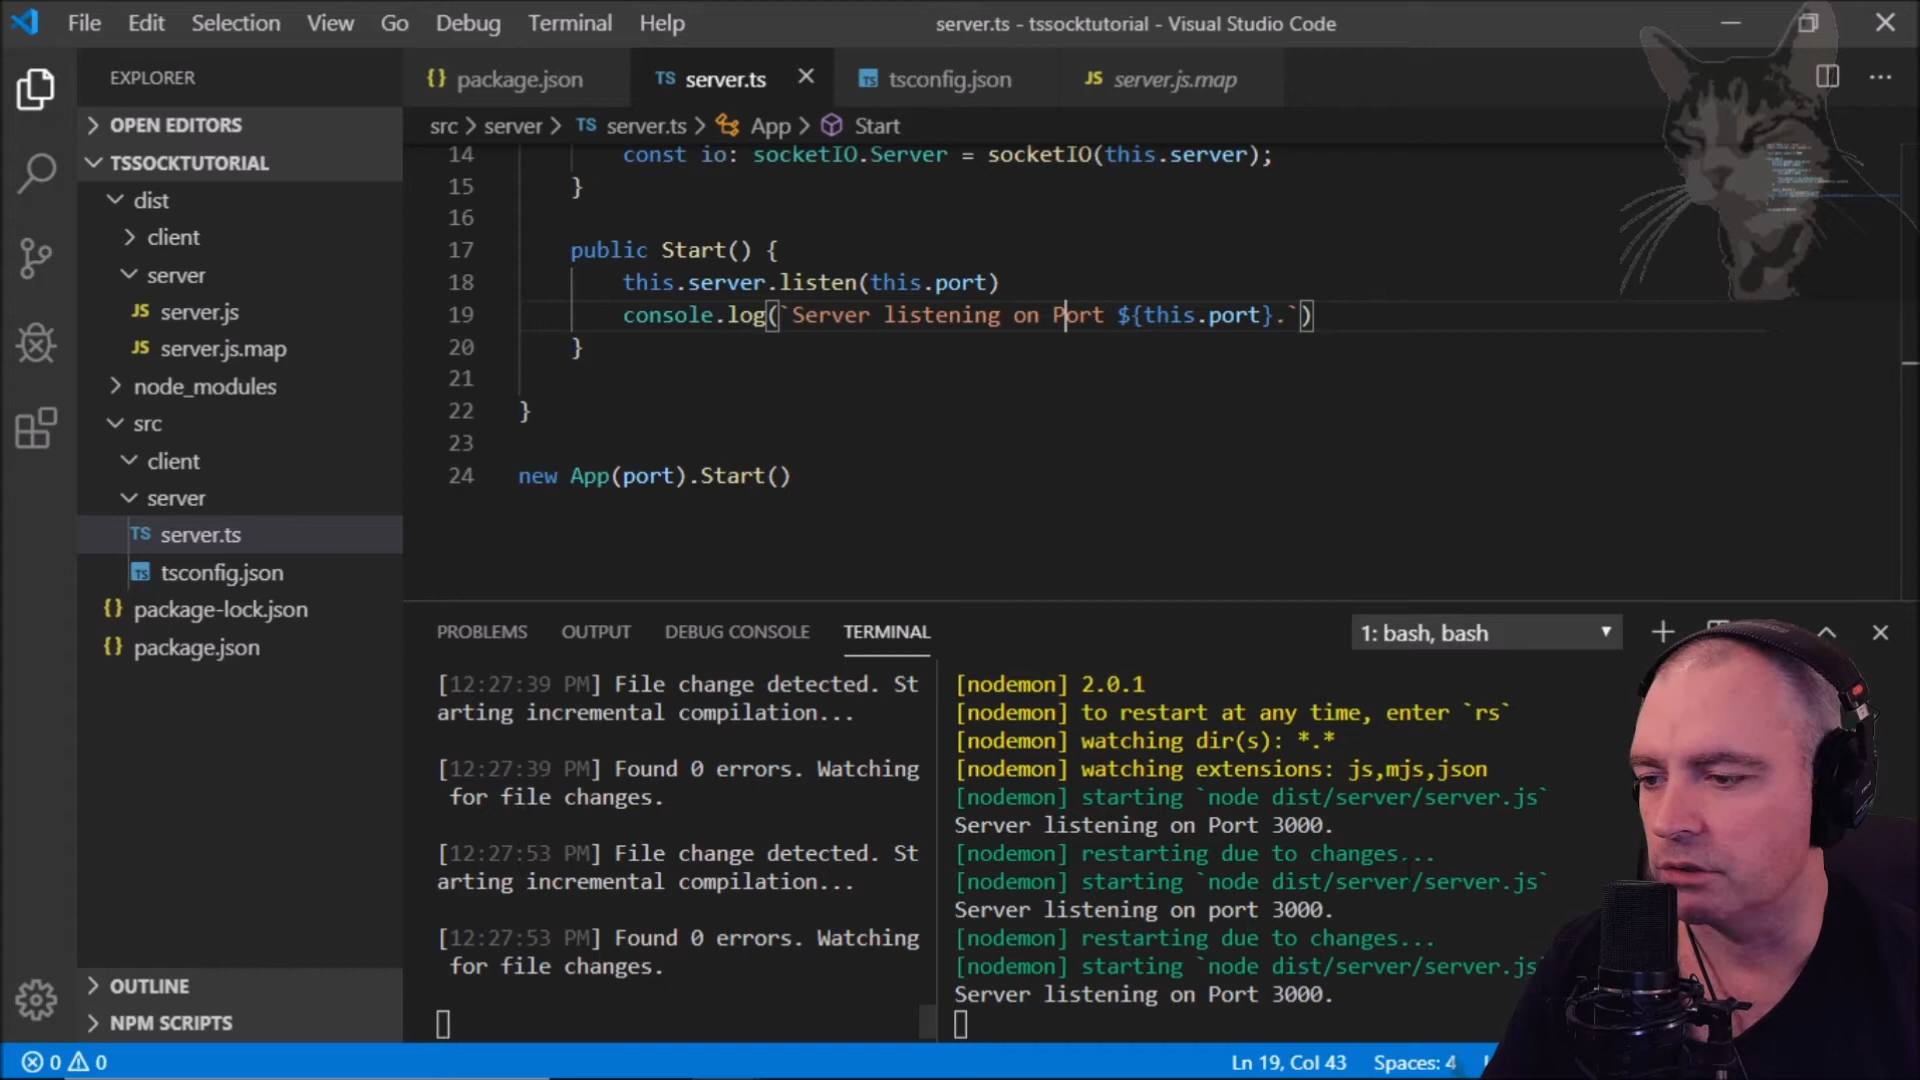 File Edit Selection View Go Debug Terminal Help
server.ts - tssocktutorial - Visual Studio Code
EXPLORER
OPEN EDITORS
TSSOCKTUTORIAL
dist
client
server
JS server.js
JS server.js.map
node_modules
src
client
server
TS server.ts
TS tsconfig.json
{} package-lock.json
{} package.json
OUTLINE
NPM SCRIPTS
{} package.json
TS server.ts
TS tsconfig.json
JS server.js.map
src > server > TS server.ts > App > Start
14 const io: socketIO.Server = socketIO(this.server);
15 }
16
17 public Start() {
18 this.server.listen(this.port)
19 console.log(`Server listening on Port ${this.port}.`)
20 }
21
22 }
23
24 new App(port).Start()
PROBLEMS OUTPUT DEBUG CONSOLE TERMINAL
1: bash, bash
[12:27:39 PM] File change detected. St
arting incremental compilation...
[12:27:39 PM] Found 0 errors. Watching
for file changes.
[12:27:53 PM] File change detected. St
arting incremental compilation...
[12:27:53 PM] Found 0 errors. Watching
for file changes.
[nodemon] 2.0.1
[nodemon] to restart at any time, enter `rs`
[nodemon] watching dir(s): *.*
[nodemon] watching extensions: js,mjs,json
[nodemon] starting `node dist/server/server.js`
Server listening on Port 3000.
[nodemon] restarting due to changes...
[nodemon] starting `node dist/server/server.js`
Server listening on port 3000.
[nodemon] restarting due to changes...
[nodemon] starting `node dist/server/server.js`
Server listening on Port 3000.
0 0
Ln 19, Col 43 Spaces: 4